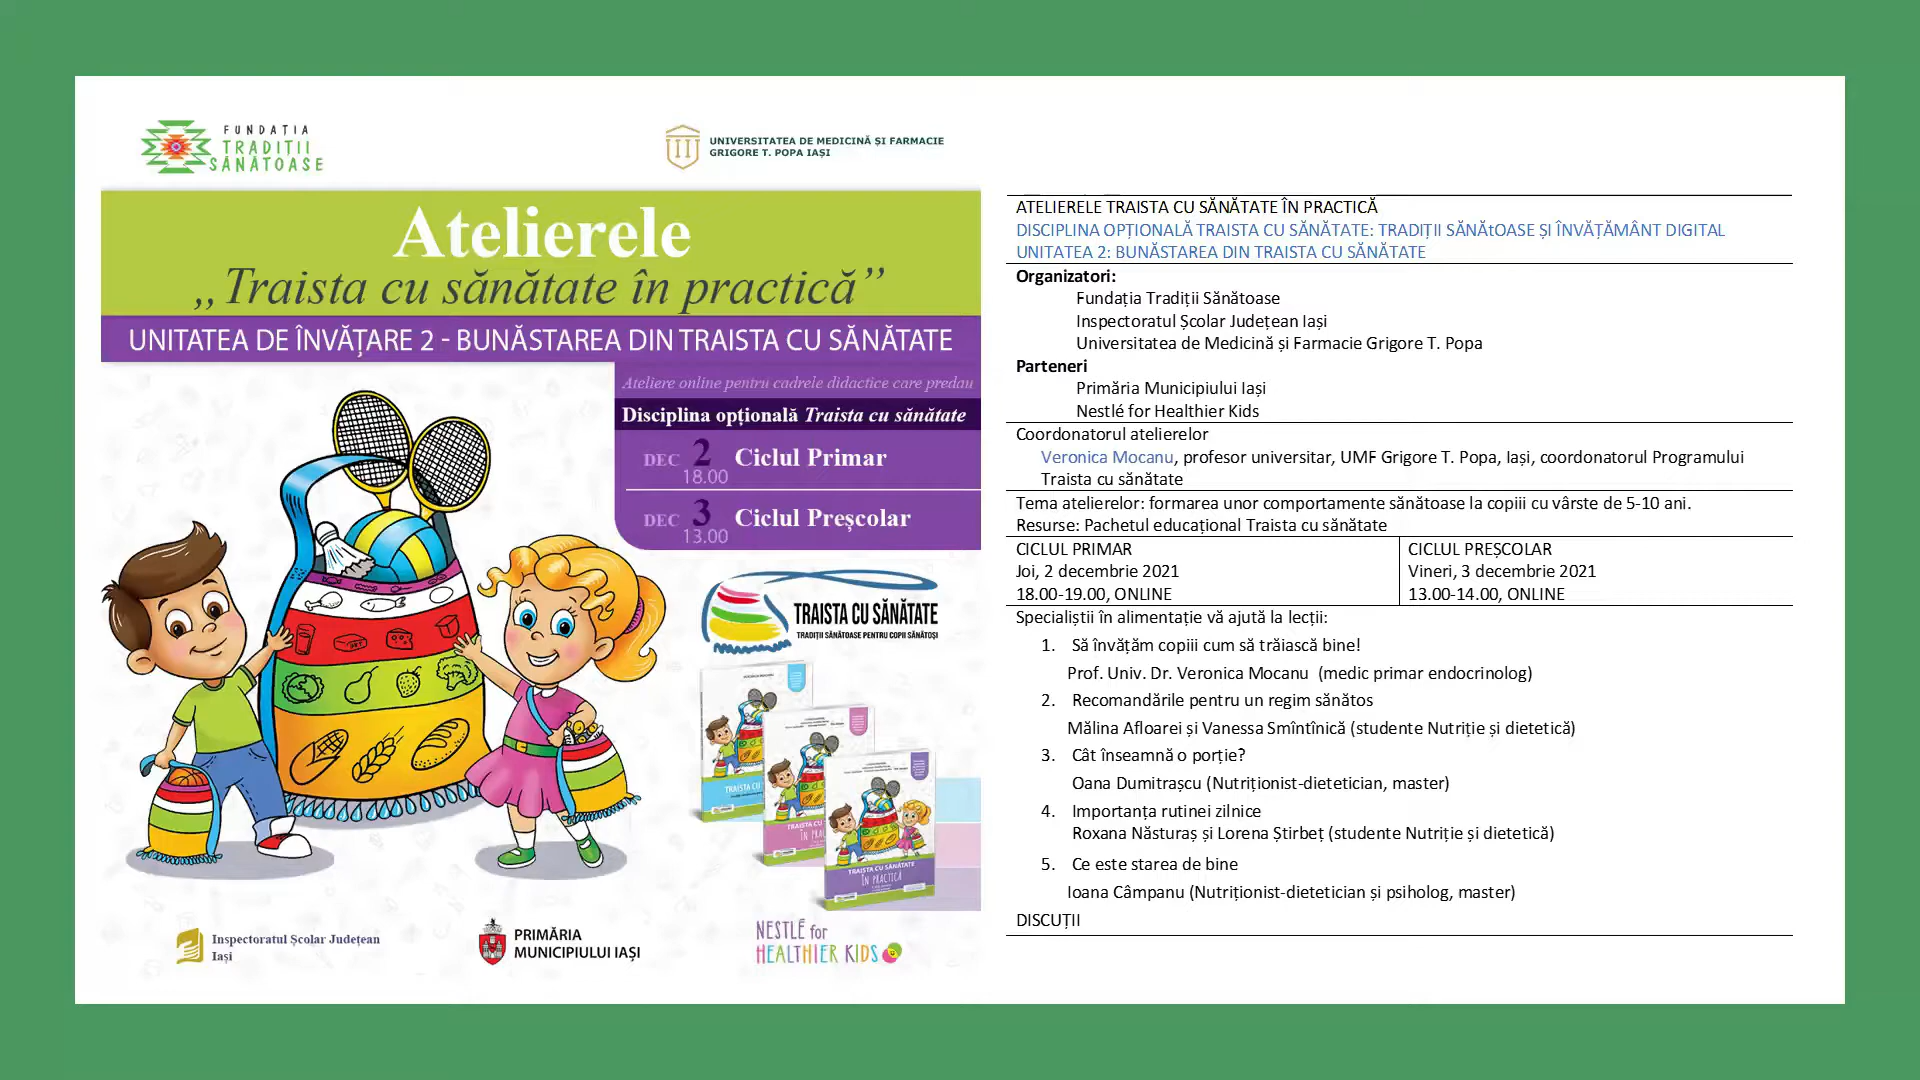 FUNDAȚIA
TRADIȚII
SĂNĂTOASE
UNIVERSITATEA DE MEDICINĂ ȘI FARMACIE
GRIGORE T. POPA IAȘI
Atelierele
„Traista cu sănătate în practică”
UNITATEA DE ÎNVĂȚARE 2 - BUNĂSTAREA DIN TRAISTA CU SĂNĂTATE
Ateliere online pentru cadrele didactice care predau
Disciplina opțională Traista cu sănătate
DEC 2 Ciclul Primar
18.00
DEC 3 Ciclul Preșcolar
13.00
TRAISTA CU SĂNĂTATE
TRADIȚII SĂNĂTOASE PENTRU COPII SĂNĂTOȘI
TRAISTA CU
TRAISTA CU
ÎN PRAC
TRAISTA CU SĂNĂTATE
ÎN PRACTICĂ
Inspectoratul Școlar Județean
Iași
PRIMĂRIA
MUNICIPIULUI IAȘI
NESTLÉ for
HEALTHIER KIDS
ATELIERELE TRAISTA CU SĂNĂTATE ÎN PRACTICĂ
DISCIPLINA OPȚIONALĂ TRAISTA CU SĂNĂTATE: TRADIȚII SĂNĂtOASE ȘI ÎNVĂȚĂMÂNT DIGITAL
UNITATEA 2: BUNĂSTAREA DIN TRAISTA CU SĂNĂTATE
Organizatori:
Fundația Tradiții Sănătoase
Inspectoratul Școlar Județean Iași
Universitatea de Medicină și Farmacie Grigore T. Popa
Parteneri
Primăria Municipiului Iași
Nestlé for Healthier Kids
Coordonatorul atelierelor
Veronica Mocanu, profesor universitar, UMF Grigore T. Popa, Iași, coordonatorul Programului
Traista cu sănătate
Tema atelierelor: formarea unor comportamente sănătoase la copiii cu vârste de 5-10 ani.
Resurse: Pachetul educațional Traista cu sănătate
CICLUL PRIMAR
Joi, 2 decembrie 2021
18.00-19.00, ONLINE
CICLUL PREȘCOLAR
Vineri, 3 decembrie 2021
13.00-14.00, ONLINE
Specialiștii în alimentație vă ajută la lecții:
1. Să învățăm copiii cum să trăiască bine!
Prof. Univ. Dr. Veronica Mocanu (medic primar endocrinolog)
2. Recomandările pentru un regim sănătos
Mălina Afloarei și Vanessa Smîntînică (studente Nutriție și dietetică)
3. Cât înseamnă o porție?
Oana Dumitrașcu (Nutriționist-dietetician, master)
4. Importanța rutinei zilnice
Roxana Năsturaș și Lorena Știrbeț (studente Nutriție și dietetică)
5. Ce este starea de bine
Ioana Câmpanu (Nutriționist-dietetician și psiholog, master)
DISCUȚII